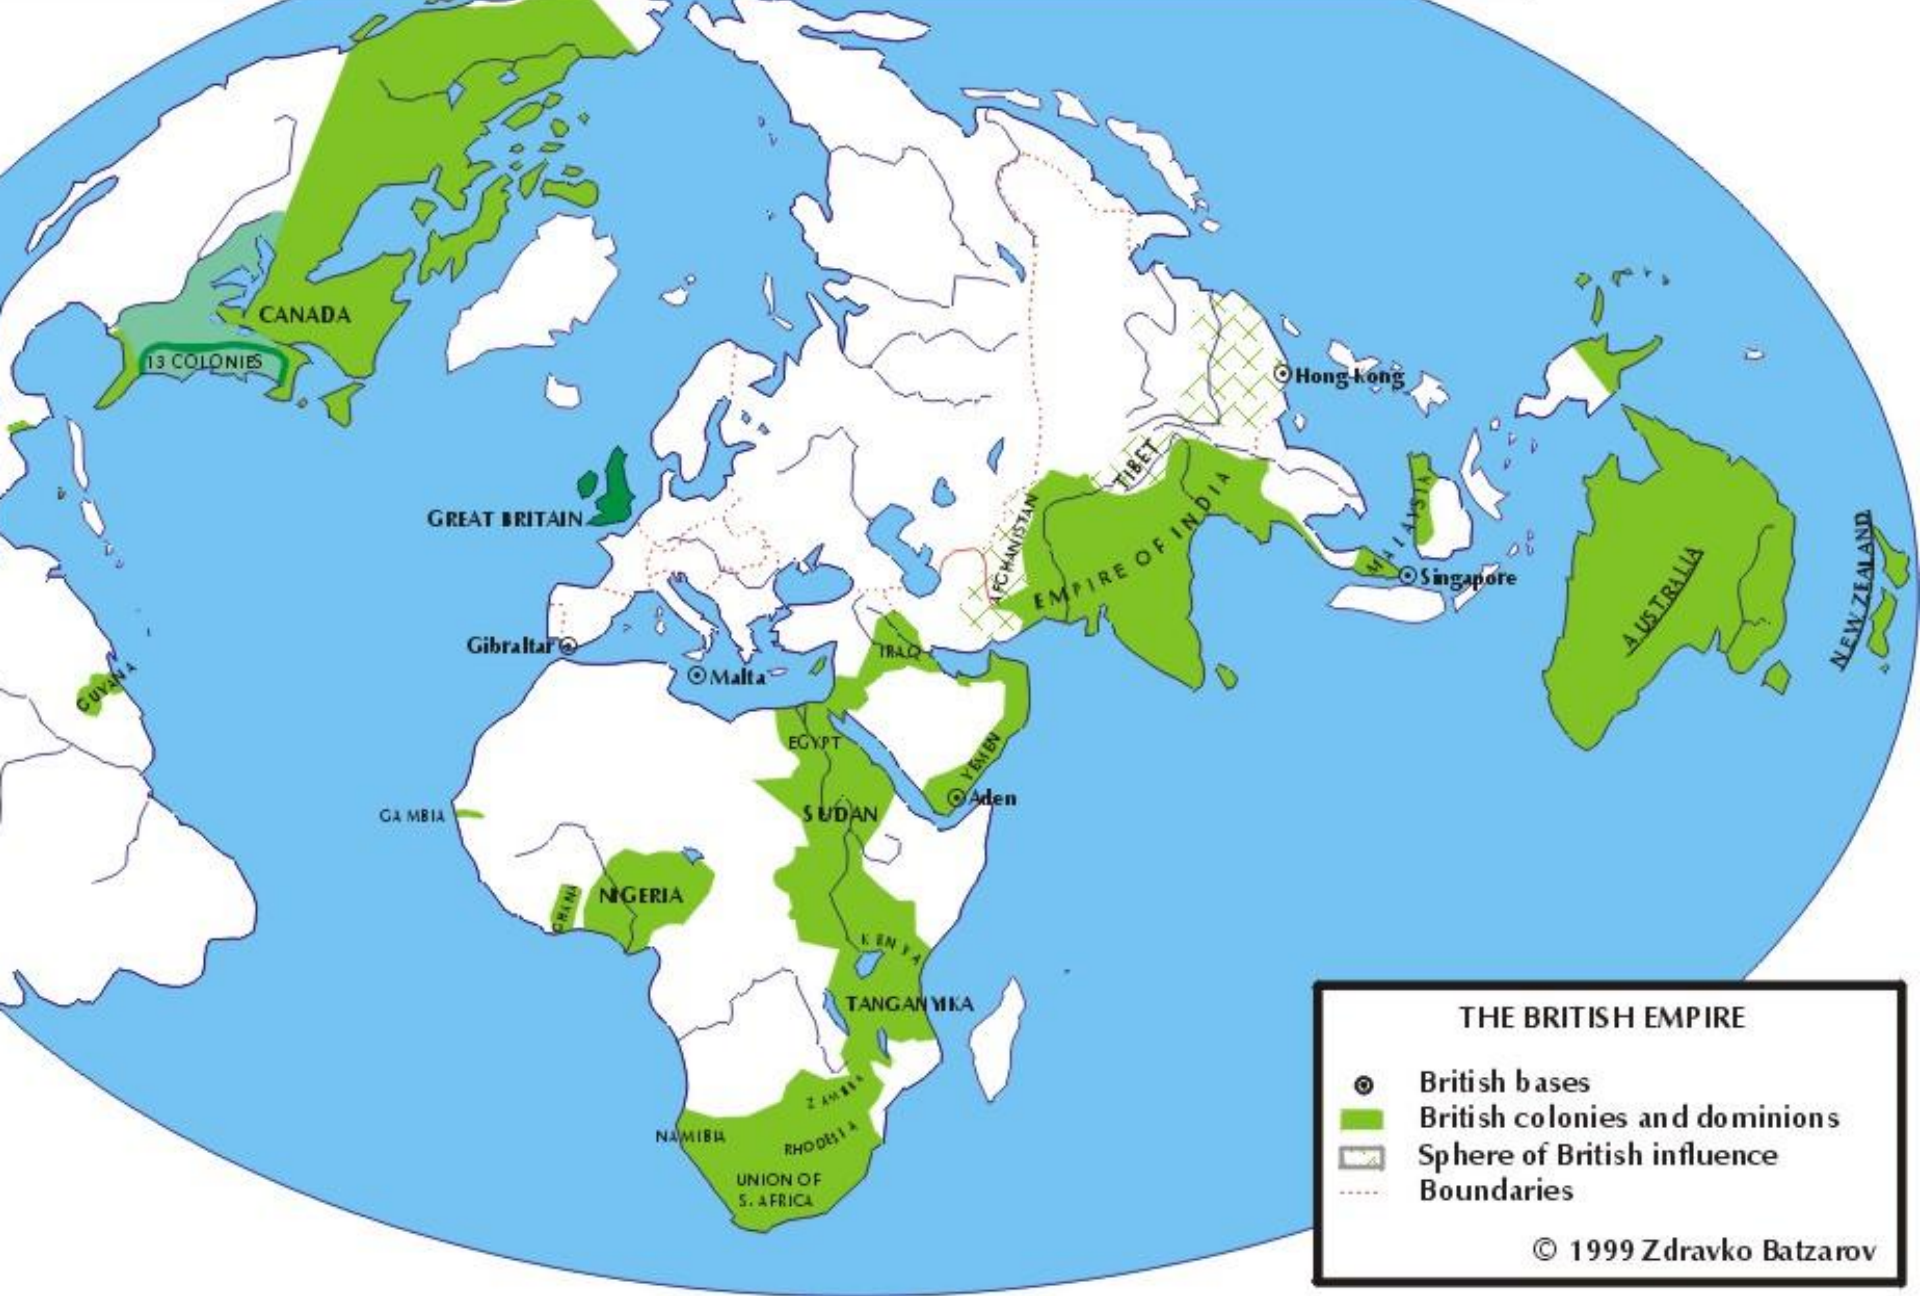 CANADA
13 COLONIES
Hong-kong
TIBET
GREAT BRITAIN
AFGHANISTAN
EMPIRE OF INDIA
MALAYSIA
Singapore
AUSTRALIA
NEW ZEALAND
Gibraltar
Malta
IRAQ
GUYANA
EGYPT
YEMEN
Aden
GAMBIA
SUDAN
GHANA
NIGERIA
KENYA
TANGANYIKA
ZAMBIA
NAMIBIA
RHODESIA
UNION OF
S. AFRICA
THE BRITISH EMPIRE
British bases
British colonies and dominions
Sphere of British influence
Boundaries
© 1999 Zdravko Batzarov